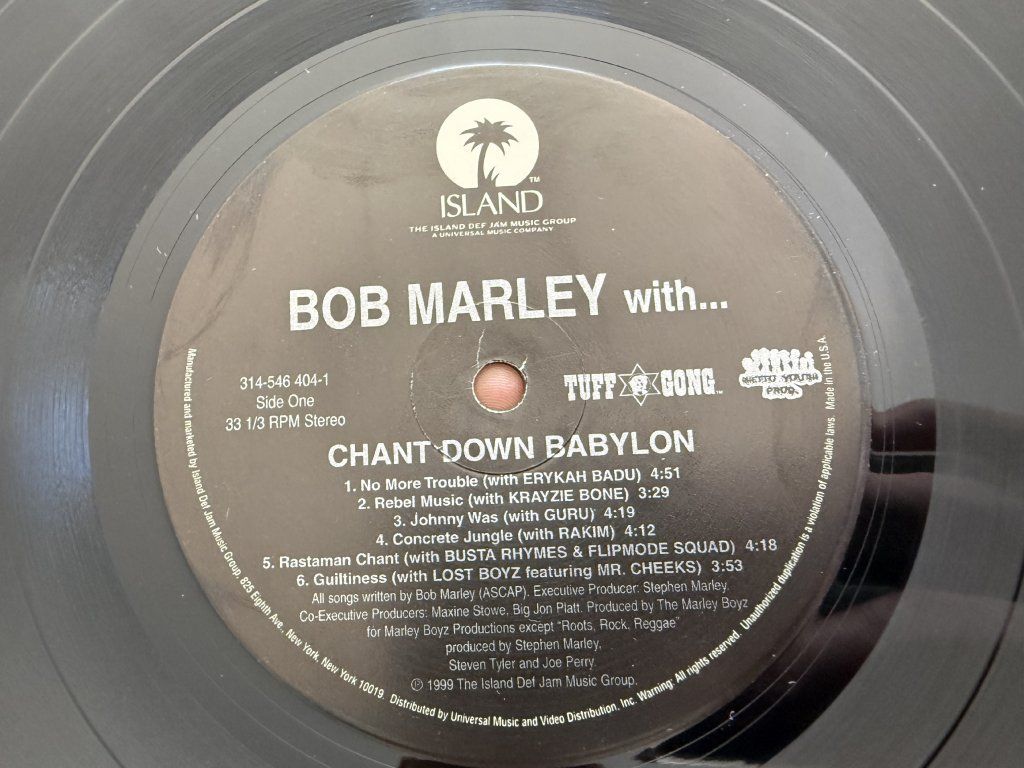 ISLAND™
THE ISLAND DEF JAM MUSIC GROUP
A UNIVERSAL MUSIC COMPANY
BOB MARLEY with...
314-546 404-1
Side One
33 1/3 RPM Stereo
TUFF GONG™
GHETTO YOUTHS
PROD.
CHANT DOWN BABYLON
1. No More Trouble (with ERYKAH BADU) 4:51
2. Rebel Music (with KRAYZIE BONE) 3:29
3. Johnny Was (with GURU) 4:19
4. Concrete Jungle (with RAKIM) 4:12
5. Rastaman Chant (with BUSTA RHYMES & FLIPMODE SQUAD) 4:18
6. Guiltiness (with LOST BOYZ featuring MR. CHEEKS) 3:53
All songs written by Bob Marley (ASCAP). Executive Producer: Stephen Marley.
Co-Executive Producers: Maxine Stowe, Big Jon Platt. Produced by The Marley Boyz
for Marley Boyz Productions except "Roots, Rock, Reggae"
produced by Stephen Marley,
Steven Tyler and Joe Perry.
℗ 1999 The Island Def Jam Music Group.
Manufactured and marketed by Island Def Jam Music Group, 825 Eighth Ave., New York, New York 10019. Distributed by Universal Music and Video Distribution, Inc. Warning: All rights reserved. Unauthorized duplication is a violation of applicable laws. Made in the U.S.A.